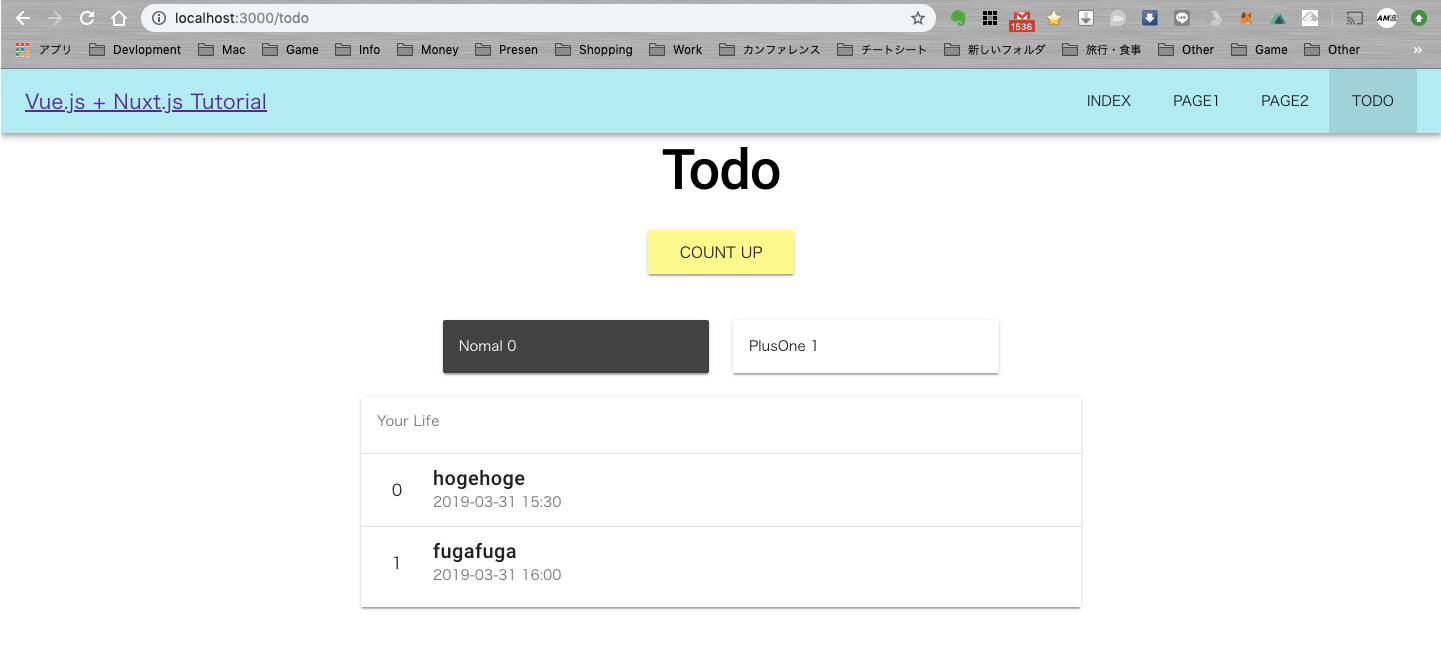 localhost:3000/todo
1536
AM波
アプリ Devlopment Mac Game Info Money Presen Shopping Work カンファレンス チートシート 新しいフォルダ 旅行・食事 Other Game Other »
Vue.js + Nuxt.js Tutorial INDEX PAGE1 PAGE2 TODO
Todo
COUNT UP
Nomal 0 PlusOne 1
Your Life
0 hogehoge
2019-03-31 15:30
1 fugafuga
2019-03-31 16:00